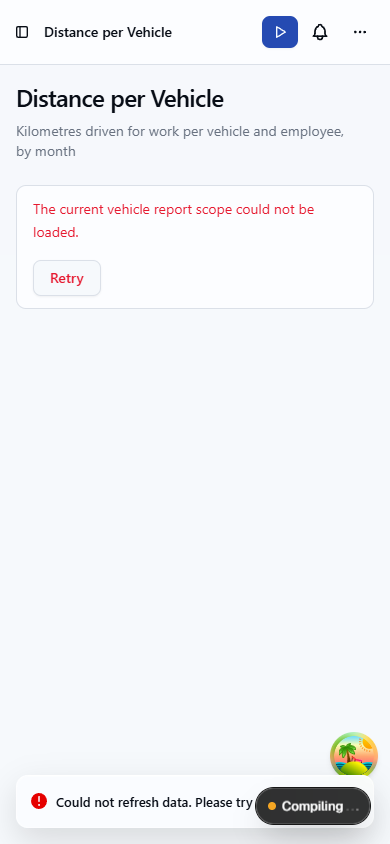 Distance per Vehicle
Distance per Vehicle
Kilometres driven for work per vehicle and employee,
by month
The current vehicle report scope could not be
loaded.
Retry
Could not refresh data. Please try
Compiling ...